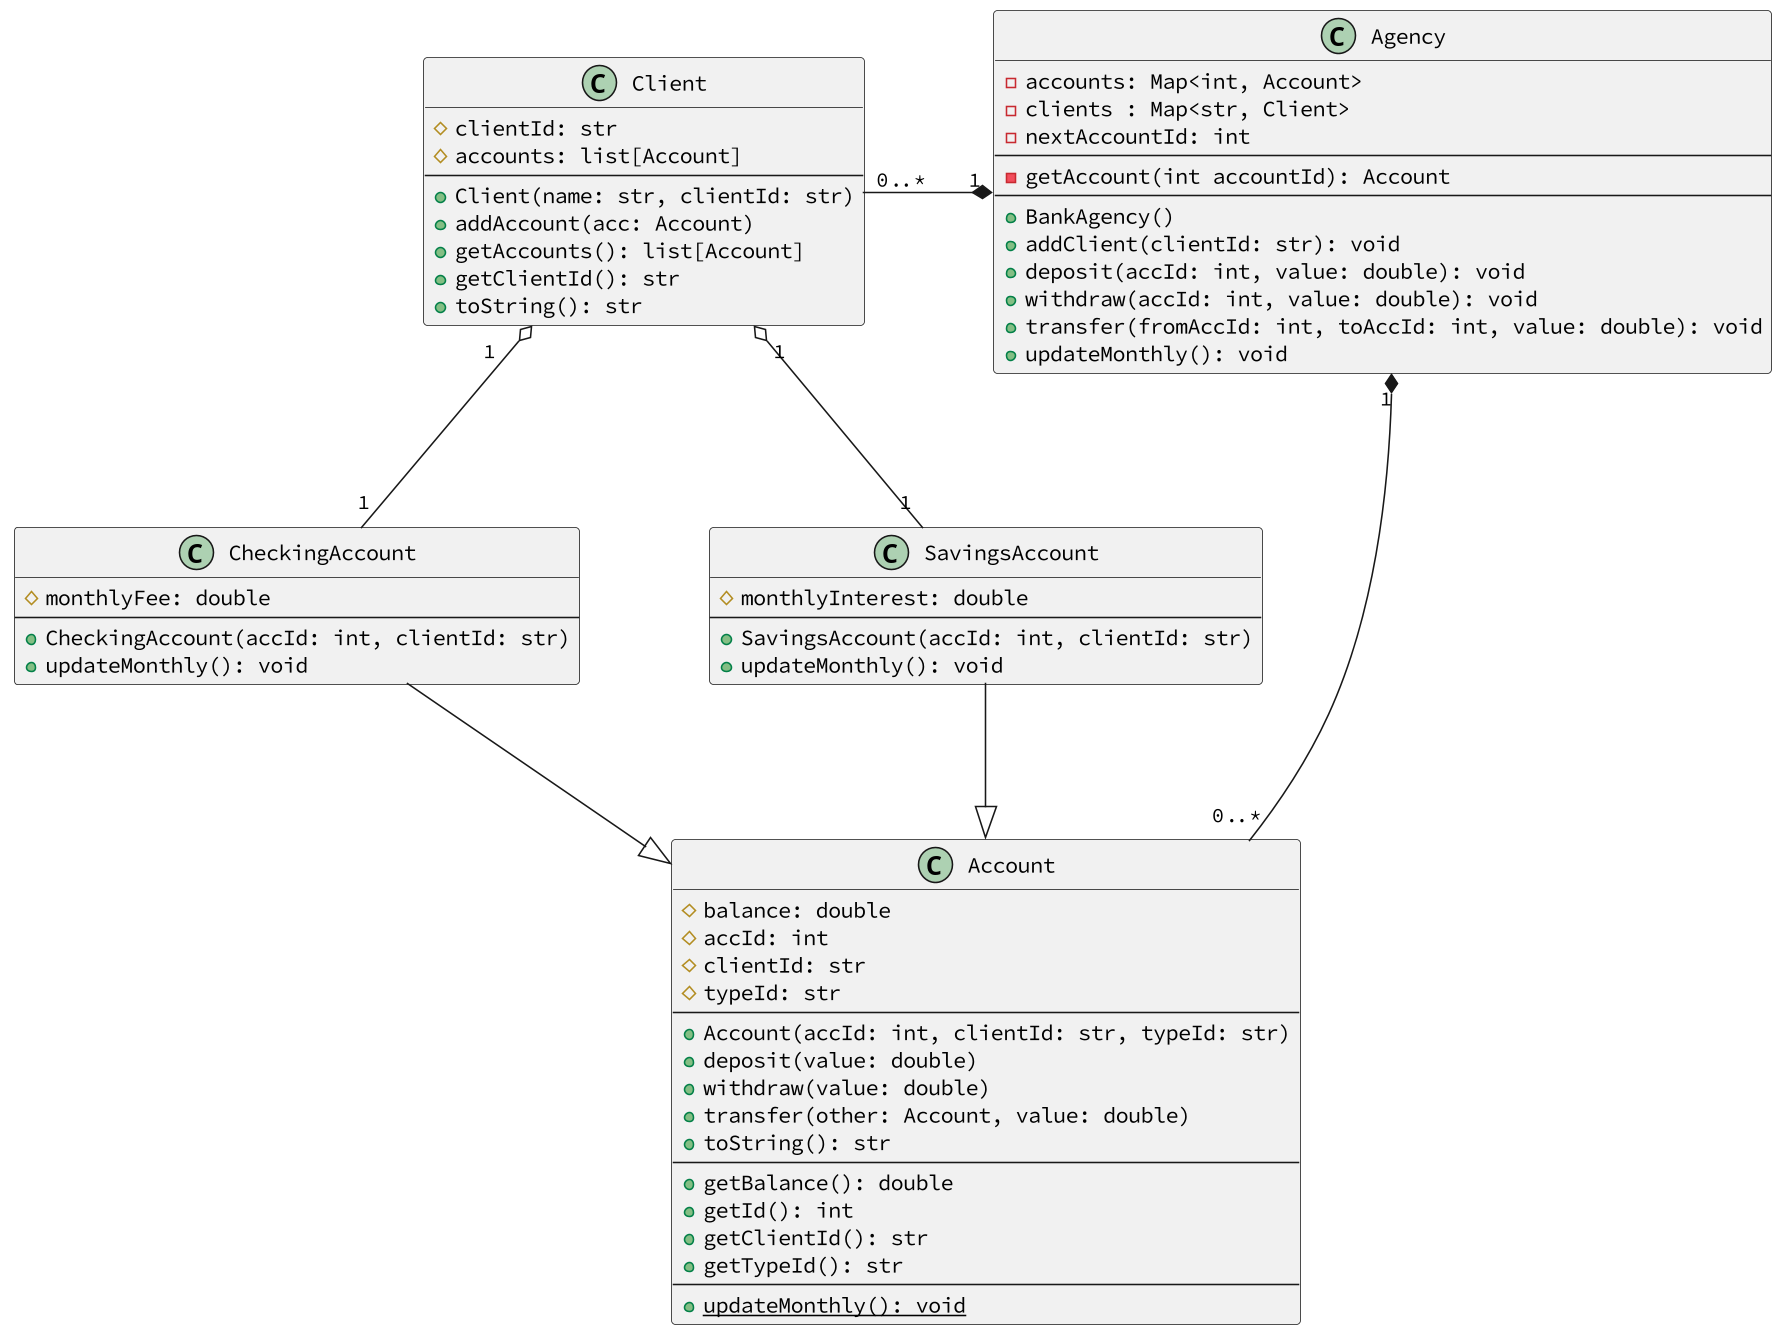 C Client
clientId: str
accounts: list[Account]
Client(name: str, clientId: str)
addAccount(acc: Account)
getAccounts(): list[Account]
getClientId(): str
toString(): str
C Agency
accounts: Map<int, Account>
clients : Map<str, Client>
nextAccountId: int
getAccount(int accountId): Account
BankAgency()
addClient(clientId: str): void
deposit(accId: int, value: double): void
withdraw(accId: int, value: double): void
transfer(fromAccId: int, toAccId: int, value: double): void
updateMonthly(): void
0..*
1
1
1
1
1
1
C CheckingAccount
monthlyFee: double
CheckingAccount(accId: int, clientId: str)
updateMonthly(): void
C SavingsAccount
monthlyInterest: double
SavingsAccount(accId: int, clientId: str)
updateMonthly(): void
0..*
C Account
balance: double
accId: int
clientId: str
typeId: str
Account(accId: int, clientId: str, typeId: str)
deposit(value: double)
withdraw(value: double)
transfer(other: Account, value: double)
toString(): str
getBalance(): double
getId(): int
getClientId(): str
getTypeId(): str
updateMonthly(): void